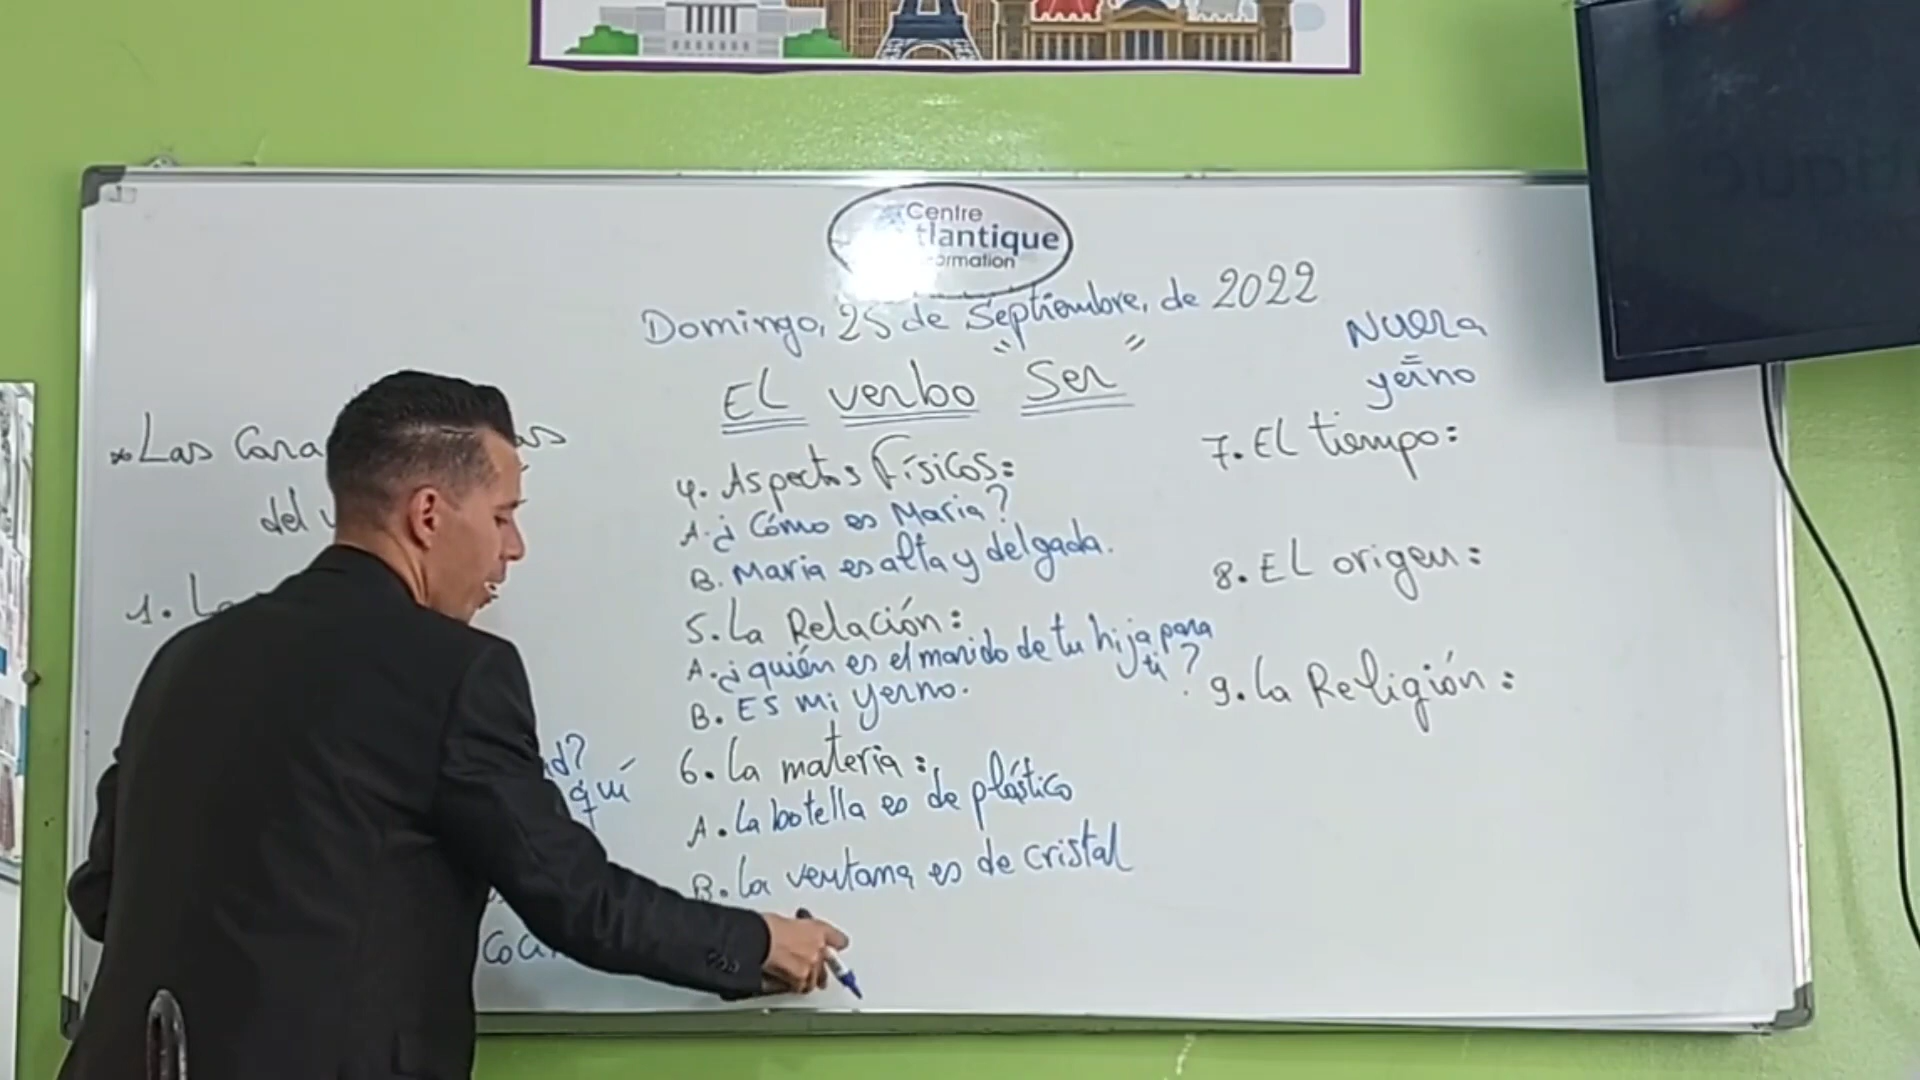 Centre
tlantique
ormation
Domingo, 25 de Septiembre, de 2022
EL verbo "Ser"
Nuera
=
yerno
* Las
del
1.
d?
quí
4. Aspectos Físicos:
A. ¿Cómo es Maria?
B. Maria es alta y delgada.
5. La Relación:
A. ¿quién es el marido de tu hija para
ti?
B. Es mi yerno.
6. La materia:
A. La botella es de plástico
B. La ventana es de cristal
7. EL tiempo:
8. EL origen:
9. La Religión: